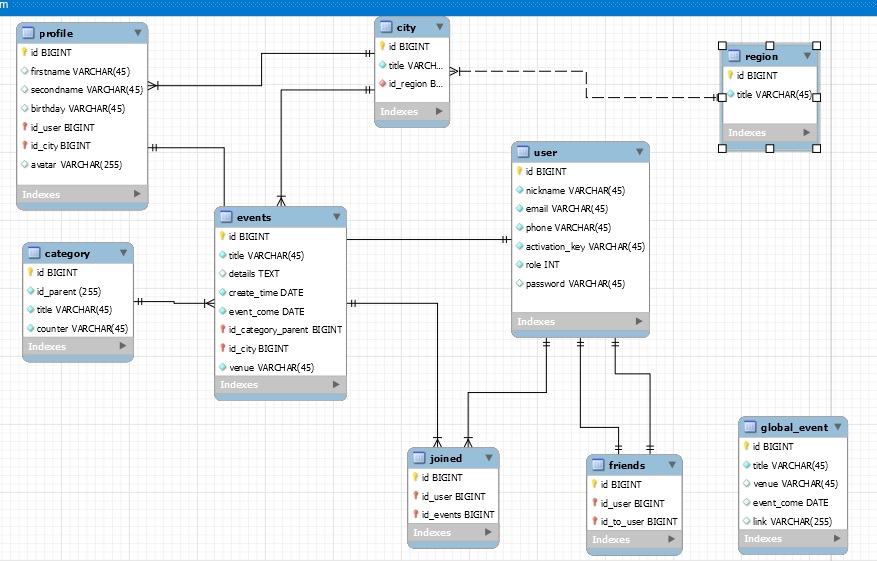 m
profile
id BIGINT
firstname VARCHAR(45)
secondname VARCHAR(45)
birthday VARCHAR(45)
id_user BIGINT
id_city BIGINT
avatar VARCHAR(255)
Indexes
city
id BIGINT
title VARCH...
id_region B...
Indexes
region
id BIGINT
title VARCHAR(45)
Indexes
user
id BIGINT
nickname VARCHAR(45)
email VARCHAR(45)
phone VARCHAR(45)
activation_key VARCHAR(45)
role INT
password VARCHAR(45)
Indexes
events
id BIGINT
title VARCHAR(45)
details TEXT
create_time DATE
event_come DATE
id_category_parent BIGINT
id_city BIGINT
venue VARCHAR(45)
Indexes
category
id BIGINT
id_parent (255)
title VARCHAR(45)
counter VARCHAR(45)
Indexes
joined
id BIGINT
id_user BIGINT
id_events BIGINT
Indexes
friends
id BIGINT
id_user BIGINT
id_to_user BIGINT
Indexes
global_event
id BIGINT
title VARCHAR(45)
venue VARCHAR(45)
event_come DATE
link VARCHAR(255)
Indexes